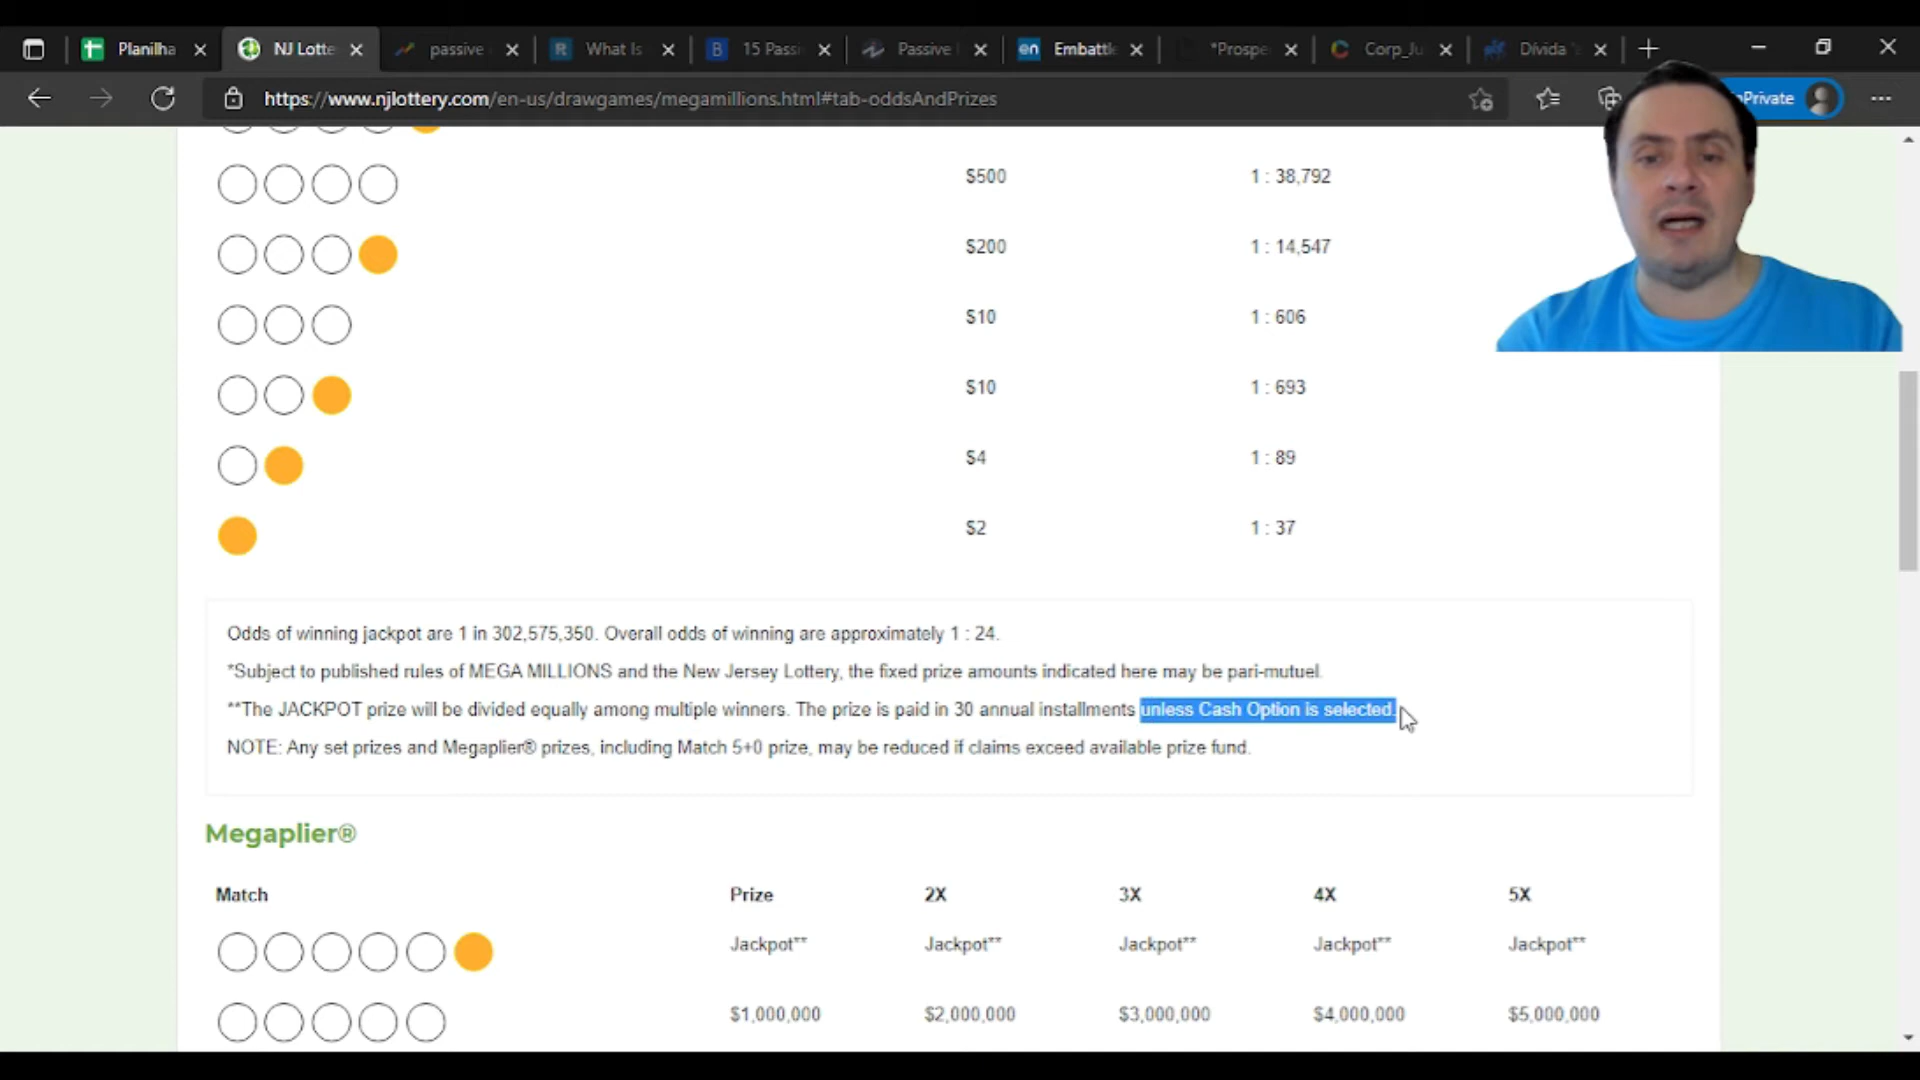 Planilha
NJ Lotte
passive
What Is
15 Passi
Passive
Embattle
*Prospe
Corp_Ju
Dívida
https://www.njlottery.com/en-us/drawgames/megamillions.html#tab-oddsAndPrizes
Private
$500 1 : 38,792
$200 1 : 14,547
$10 1 : 606
$10 1 : 693
$4 1 : 89
$2 1 : 37
Odds of winning jackpot are 1 in 302,575,350. Overall odds of winning are approximately 1 : 24.
*Subject to published rules of MEGA MILLIONS and the New Jersey Lottery, the fixed prize amounts indicated here may be pari-mutuel.
**The JACKPOT prize will be divided equally among multiple winners. The prize is paid in 30 annual installments unless Cash Option is selected.
NOTE: Any set prizes and Megaplier® prizes, including Match 5+0 prize, may be reduced if claims exceed available prize fund.
Megaplier®
Match Prize 2X 3X 4X 5X
Jackpot** Jackpot** Jackpot** Jackpot** Jackpot**
$1,000,000 $2,000,000 $3,000,000 $4,000,000 $5,000,000